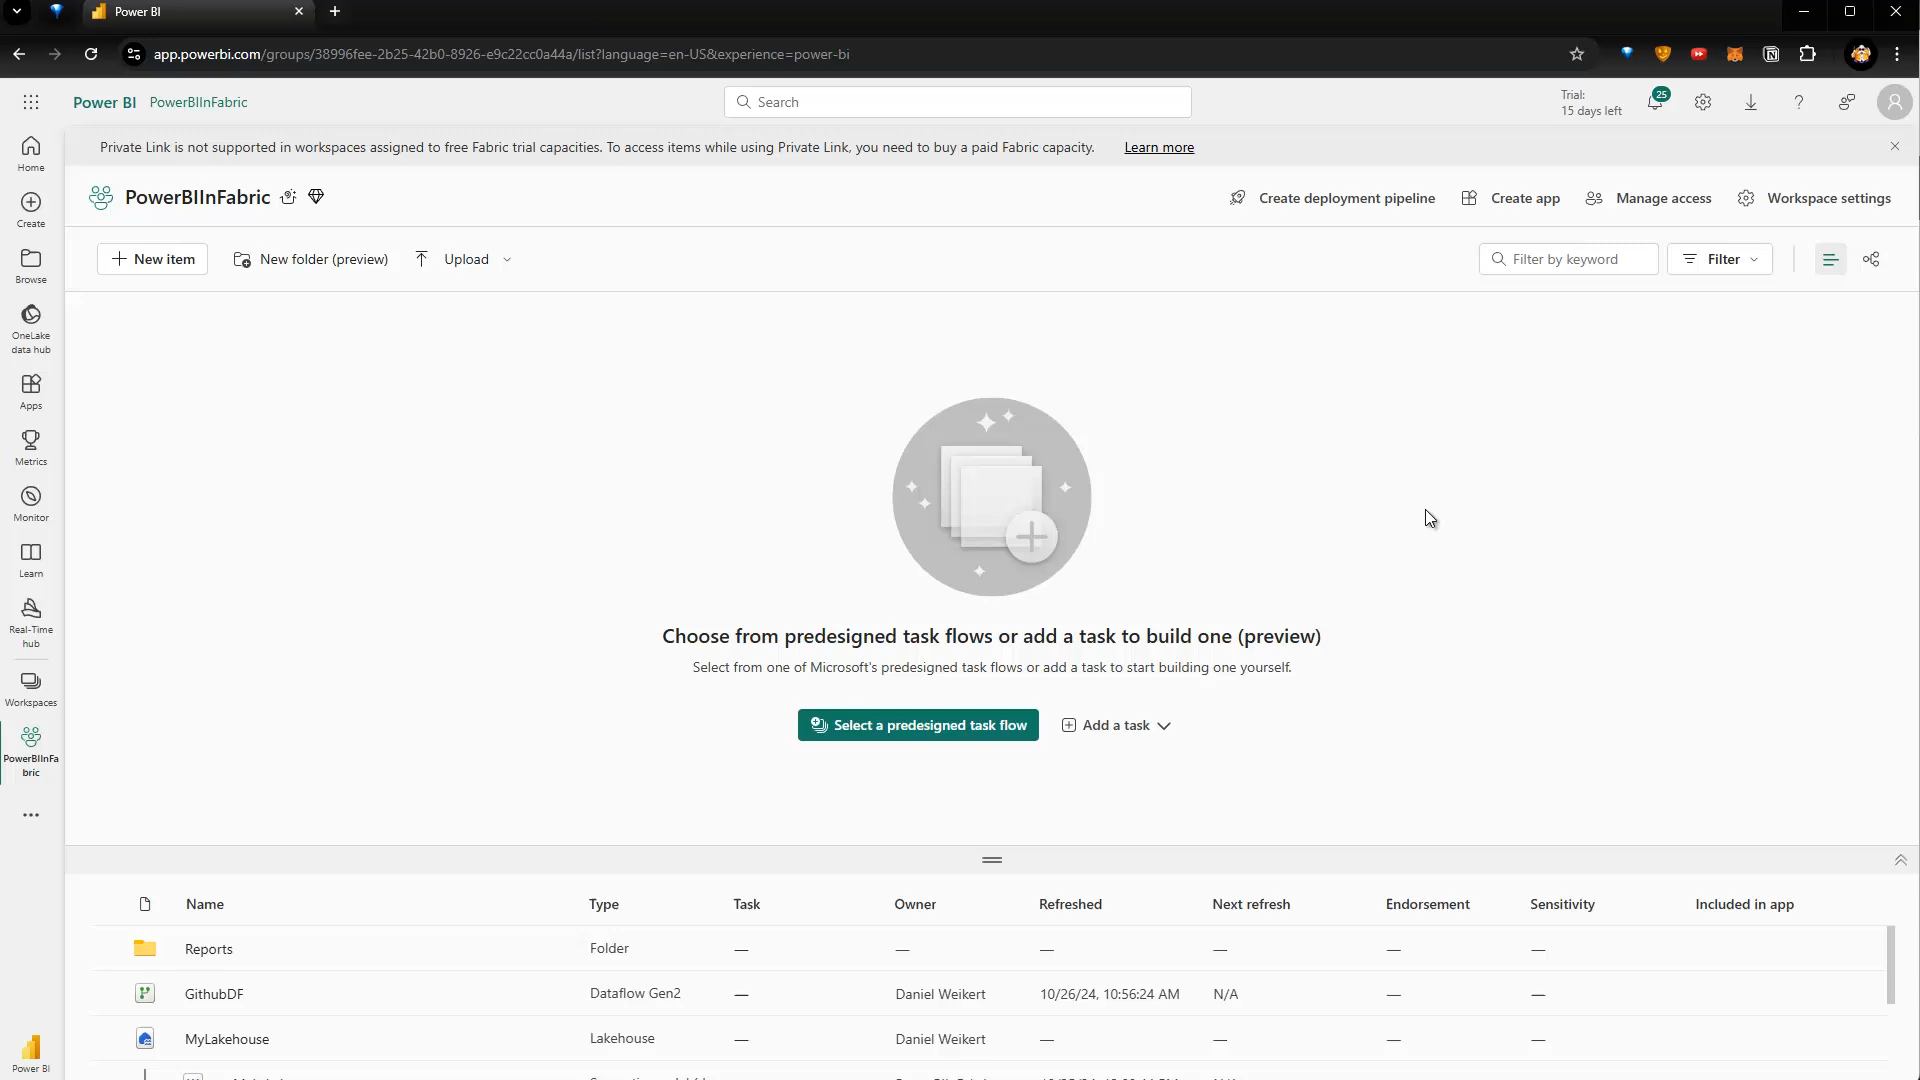 Power BI
app.powerbi.com/groups/38996fee-2b25-42b0-8926-e9c22cc0a44a/list?language=en-US&experience=power-bi
Power BI PowerBIInFabric
Search
Trial:
15 days left
25
Private Link is not supported in workspaces assigned to free Fabric trial capacities. To access items while using Private Link, you need to buy a paid Fabric capacity. Learn more
Home
Create
Browse
OneLake
data hub
Apps
Metrics
Monitor
Learn
Real-Time
hub
Workspaces
PowerBIInFa
bric
Power BI
PowerBIInFabric
Create deployment pipeline Create app Manage access Workspace settings
New item New folder (preview) Upload Filter by keyword Filter
Choose from predesigned task flows or add a task to build one (preview)
Select from one of Microsoft's predesigned task flows or add a task to start building one yourself.
Select a predesigned task flow Add a task
Name Type Task Owner Refreshed Next refresh Endorsement Sensitivity Included in app
Reports Folder — — — — — —
GithubDF Dataflow Gen2 — Daniel Weikert 10/26/24, 10:56:24 AM N/A — —
MyLakehouse Lakehouse — Daniel Weikert — — — —